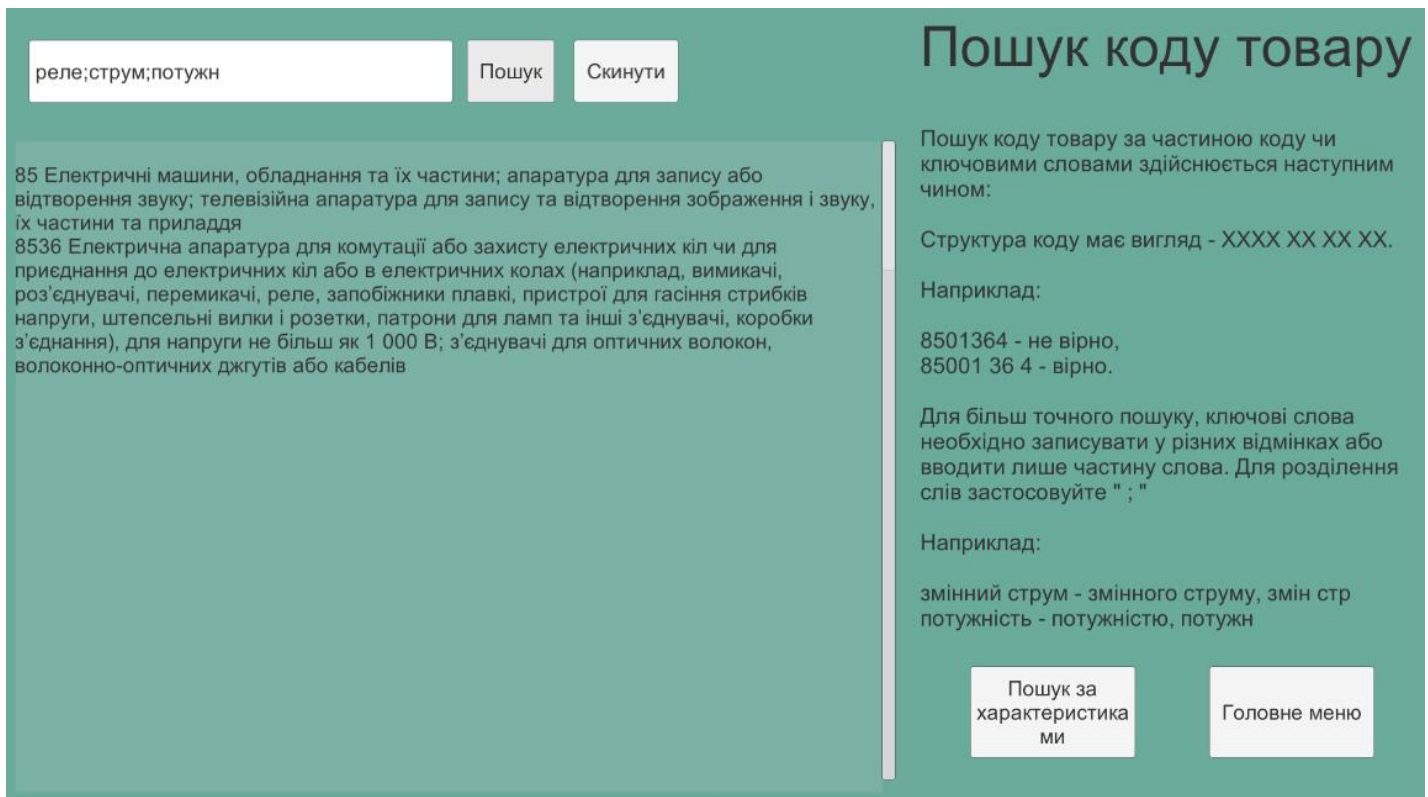 реле;струм;потужн
Пошук
Скинути
85 Електричні машини, обладнання та їх частини; апаратура для запису або
відтворення звуку; телевізійна апаратура для запису та відтворення зображення і звуку,
їх частини та приладдя
8536 Електрична апаратура для комутації або захисту електричних кіл чи для
приєднання до електричних кіл або в електричних колах (наприклад, вимикачі,
роз’єднувачі, перемикачі, реле, запобіжники плавкі, пристрої для гасіння стрибків
напруги, штепсельні вилки і розетки, патрони для ламп та інші з’єднувачі, коробки
з’єднання), для напруги не більш як 1 000 В; з’єднувачі для оптичних волокон,
волоконно-оптичних джгутів або кабелів
Пошук коду товару
Пошук коду товару за частиною коду чи
ключовими словами здійснюється наступним
чином:
Структура коду має вигляд - XXXX XX XX XX.
Наприклад:
8501364 - не вірно,
85001 36 4 - вірно.
Для більш точного пошуку, ключові слова
необхідно записувати у різних відмінках або
вводити лише частину слова. Для розділення
слів застосовуйте " ; "
Наприклад:
змінний струм - змінного струму, змін стр
потужність - потужністю, потужн
Пошук за
характеристика
ми
Головне меню